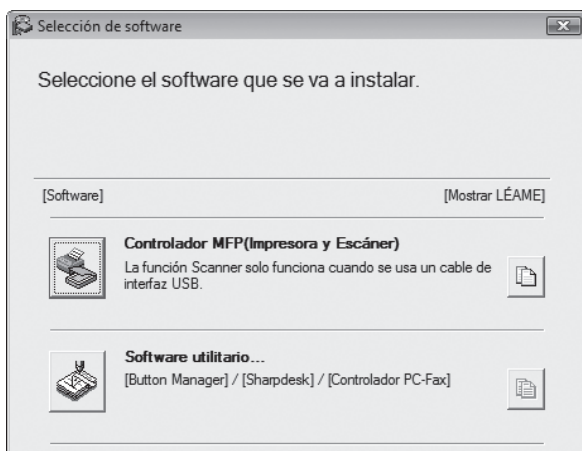 Selección de software
Seleccione el software que se va a instalar.
[Software] [Mostrar LÉAME]
Controlador MFP(Impresora y Escáner)
La función Scanner solo funciona cuando se usa un cable de
interfaz USB.
Software utilitario...
[Button Manager] / [Sharpdesk] / [Controlador PC-Fax]